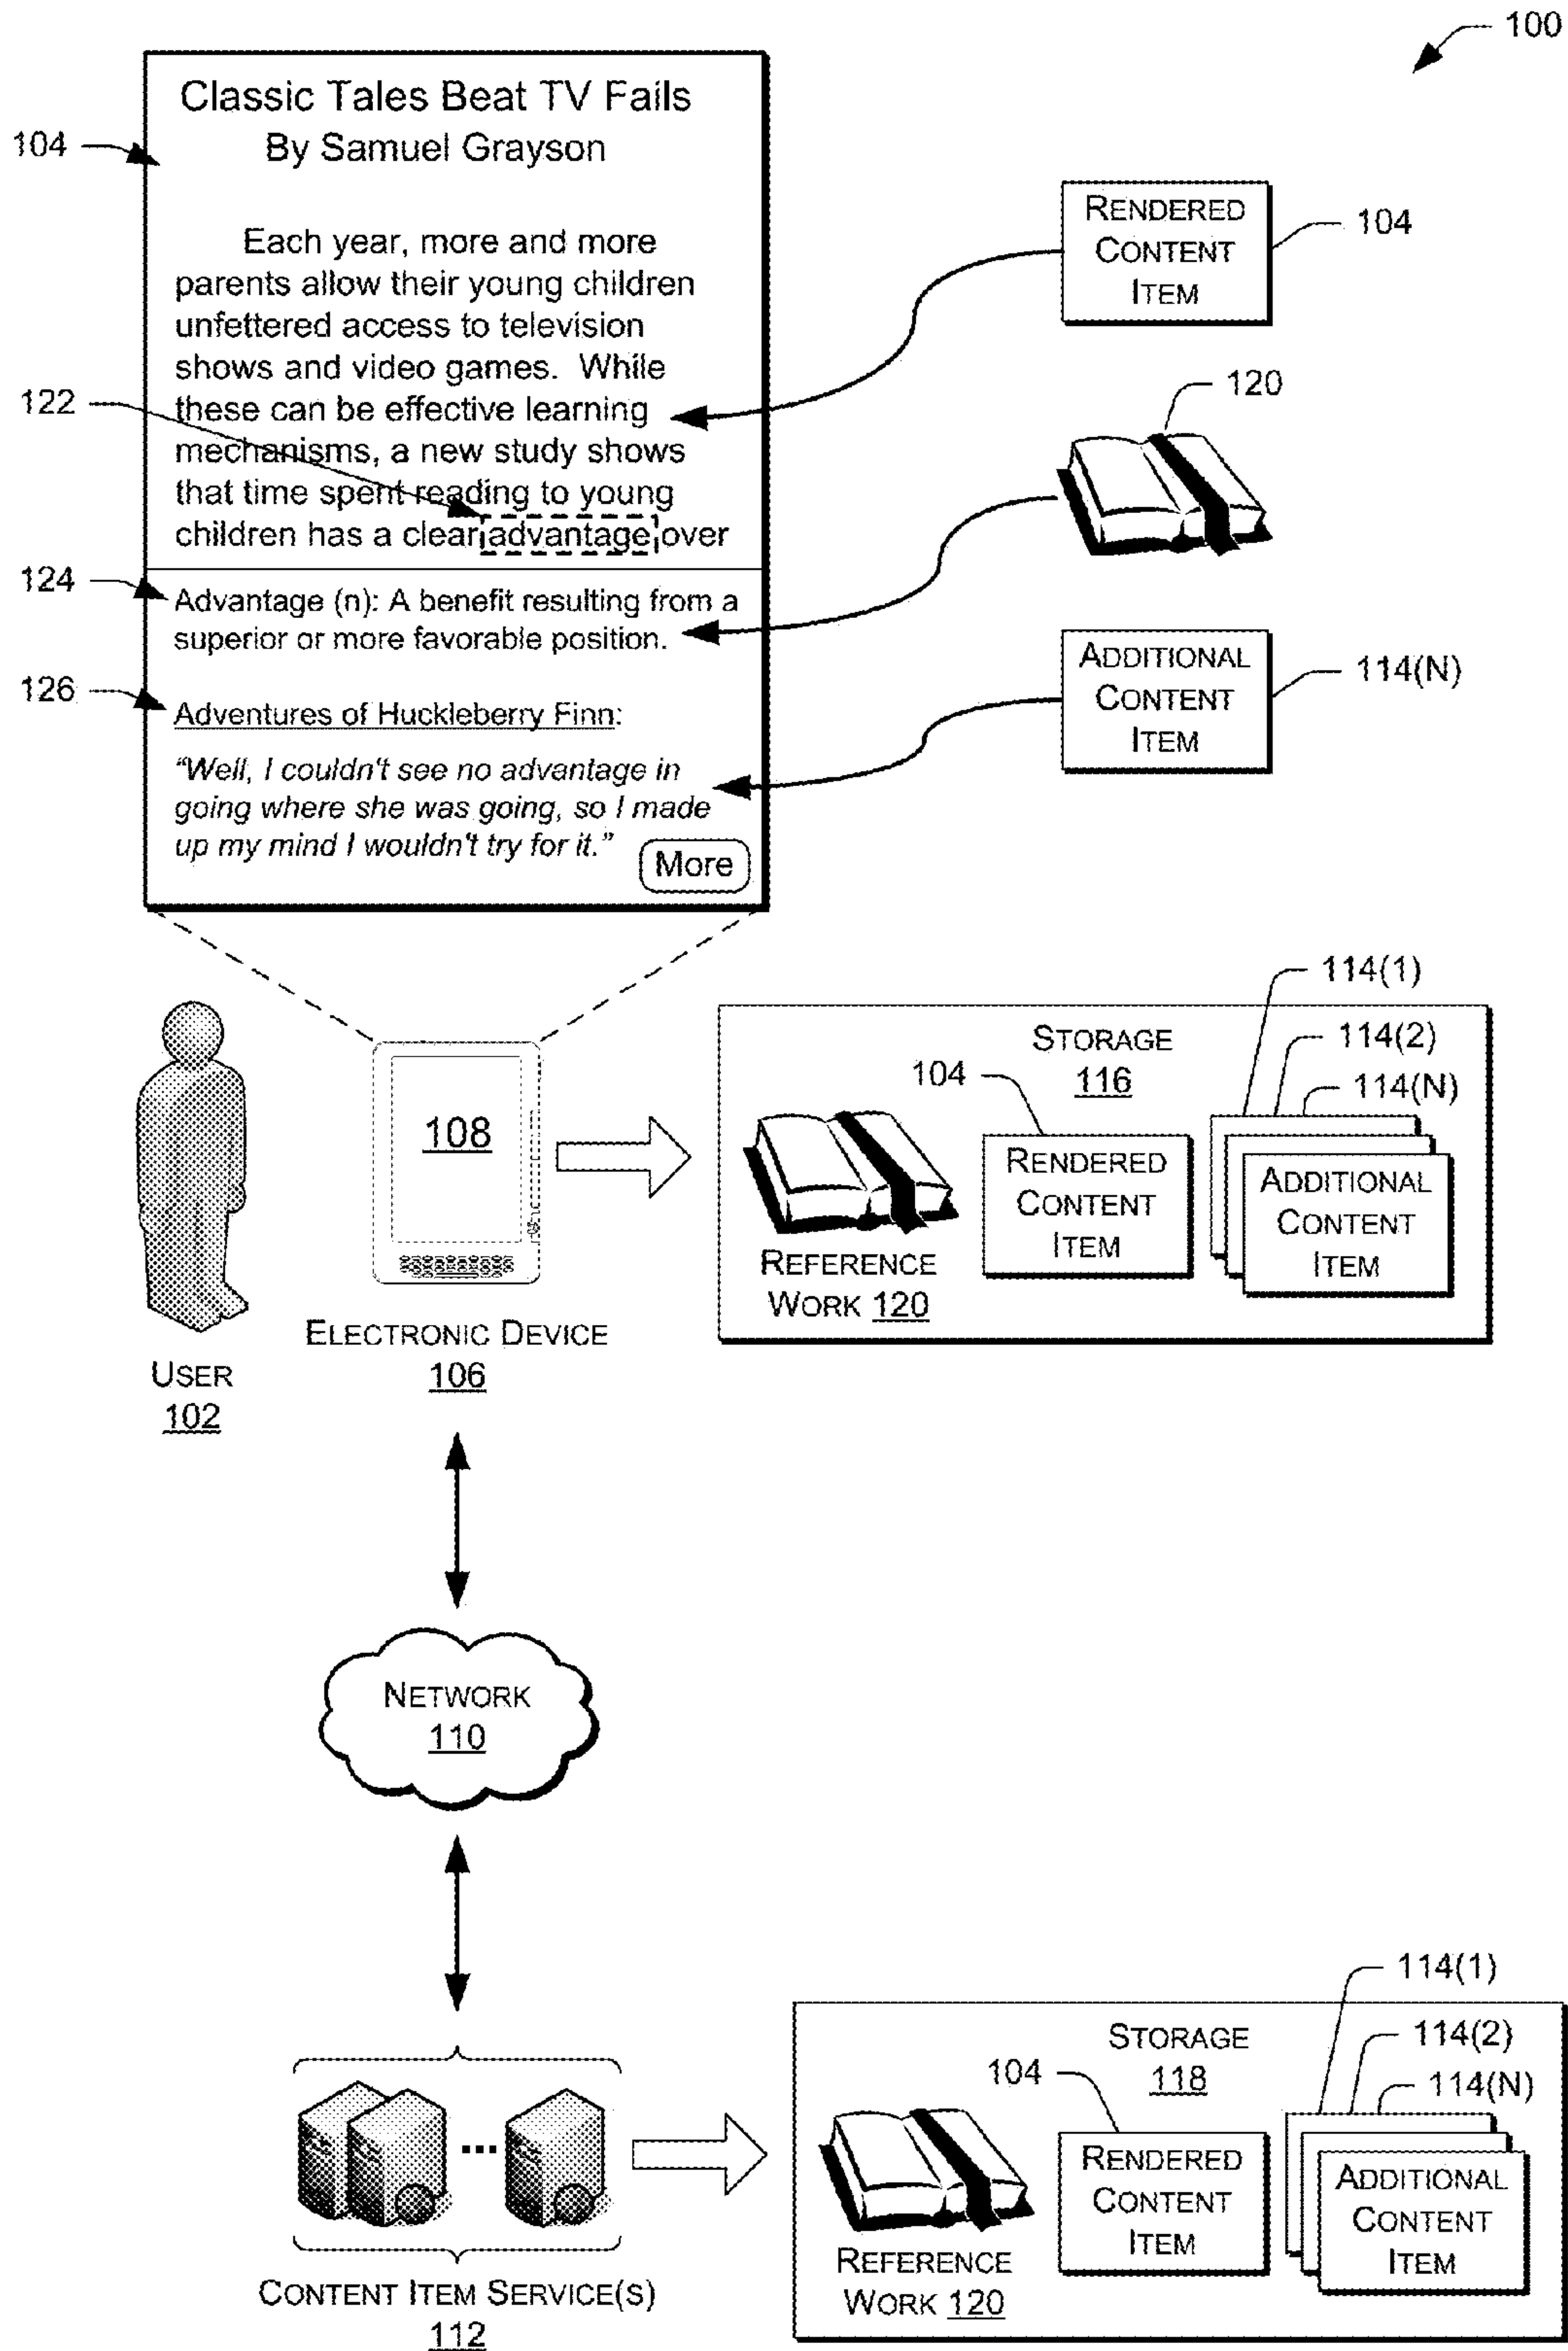 100
Classic Tales Beat TV Fails
By Samuel Grayson
104
Each year, more and more
parents allow their young children
unfettered access to television
shows and video games. While
these can be effective learning
mechanisms, a new study shows
that time spent reading to young
children has a clear advantage over
122
124
Advantage (n): A benefit resulting from a
superior or more favorable position.
126
Adventures of Huckleberry Finn:
“Well, I couldn't see no advantage in
going where she was going, so I made
up my mind I wouldn't try for it.”
More
RENDERED
CONTENT
ITEM
104
120
ADDITIONAL
CONTENT
ITEM
114(N)
USER
102
108
ELECTRONIC DEVICE
106
STORAGE
116
104
114(1)
114(2)
114(N)
REFERENCE
WORK 120
RENDERED
CONTENT
ITEM
ADDITIONAL
CONTENT
ITEM
NETWORK
110
CONTENT ITEM SERVICE(S)
112
STORAGE
118
104
114(1)
114(2)
114(N)
REFERENCE
WORK 120
RENDERED
CONTENT
ITEM
ADDITIONAL
CONTENT
ITEM